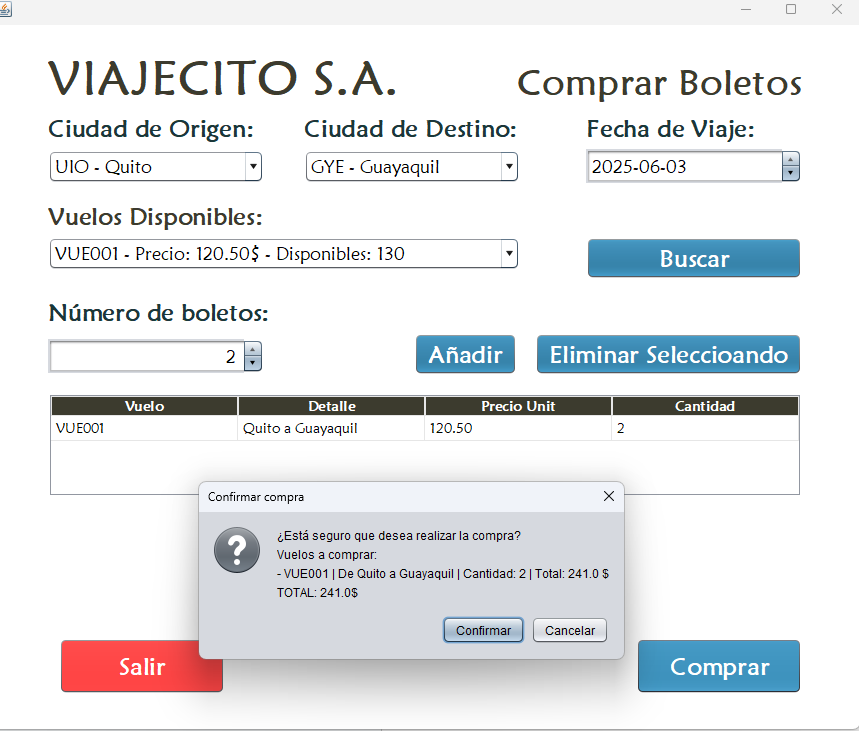 VIAJECITO S.A.
Comprar Boletos
Ciudad de Origen: Ciudad de Destino: Fecha de Viaje:
UIO - Quito GYE - Guayaquil 2025-06-03
Vuelos Disponibles:
VUE001 - Precio: 120.50$ - Disponibles: 130 Buscar
Número de boletos:
2 Añadir Eliminar Seleccioando
Vuelo Detalle Precio Unit Cantidad
VUE001 Quito a Guayaquil 120.50 2
Confirmar compra
¿Está seguro que desea realizar la compra?
Vuelos a comprar:
- VUE001 | De Quito a Guayaquil | Cantidad: 2 | Total: 241.0 $
TOTAL: 241.0$
Confirmar Cancelar
Salir Comprar